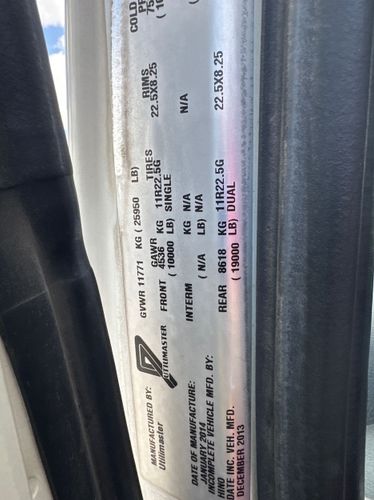 MANUFACTURED BY:
Utilimaster
UTILIMASTER
DATE OF MANUFACTURE:
JANUARY 2014
INCOMPLETE VEHICLE MFD. BY:
HINO
DATE INC. VEH. MFD.
DECEMBER 2013
GVWR 11771 KG ( 25950 LB)
GAWR TIRES RIMS COLD
FRONT 4536 KG 11R22.5G 22.5X8.25
( 10000 LB) SINGLE
INTERM KG N/A N/A
( N/A LB) N/A
REAR 8618 KG 11R22.5G 22.5X8.25
( 19000 LB) DUAL